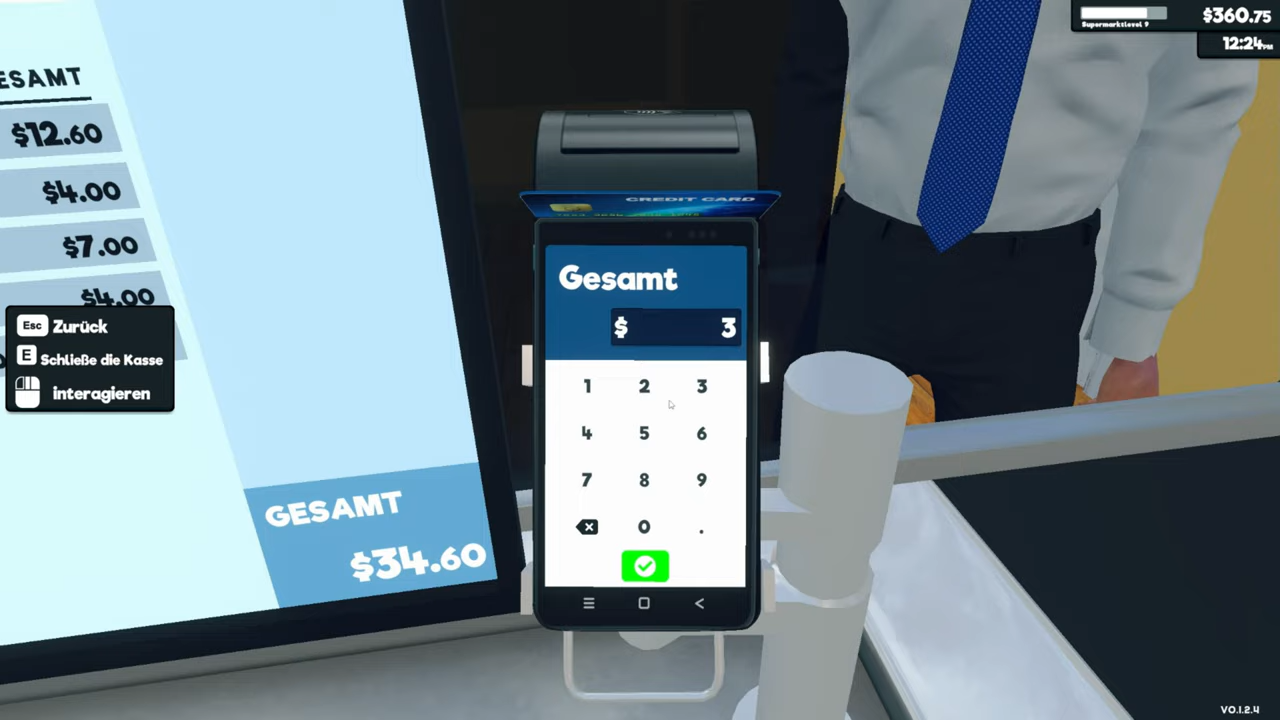 $360.75
Supermarktlevel 9
12:24PM
ESAMT
$12.60
$4.00
$7.00
$4.00
Esc Zurück
E Schließe die Kasse
interagieren
GESAMT
$34.60
CREDIT CARD
Gesamt
$ 3
1 2 3
4 5 6
7 8 9
0 .
V0.1.2.4